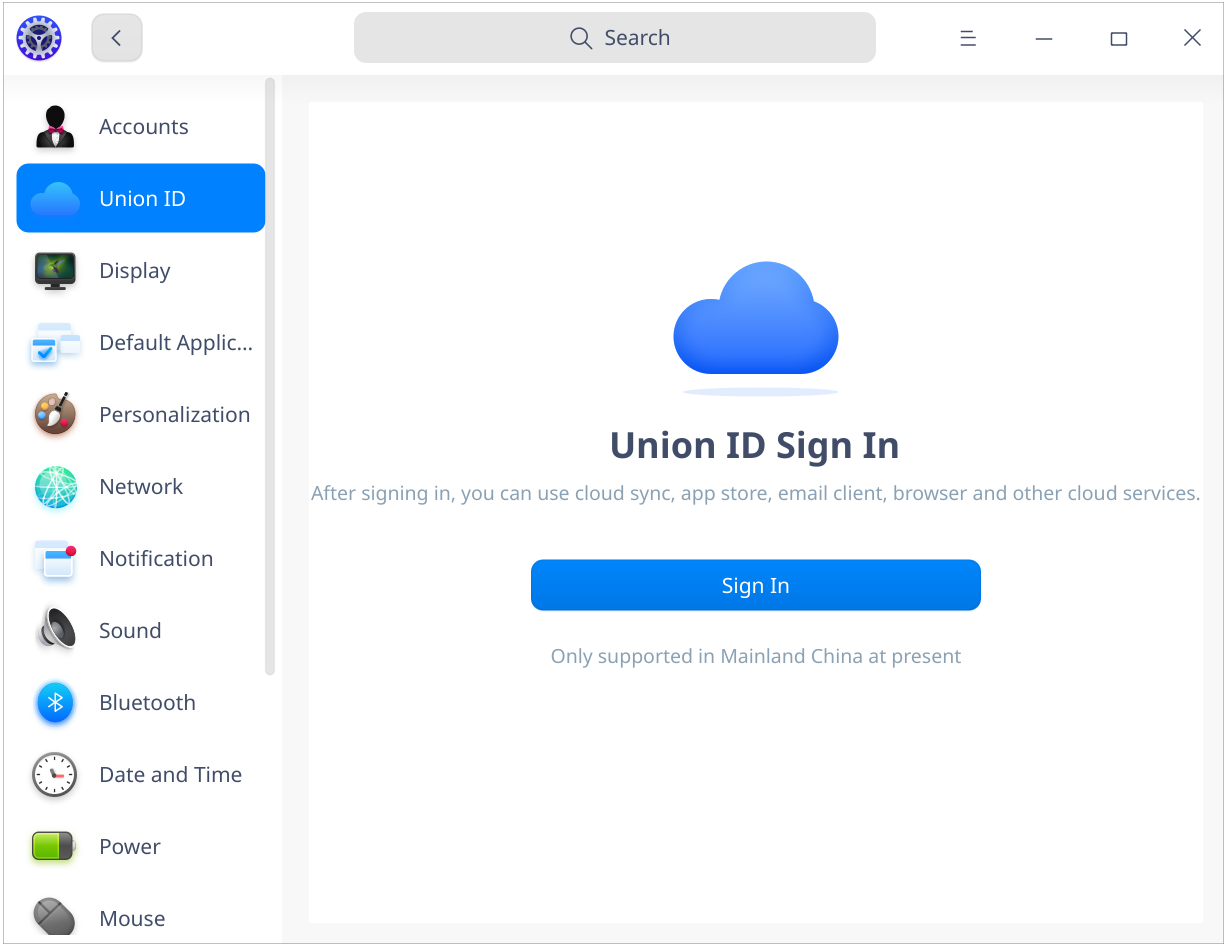 Search
Accounts
Union ID
Display
Default Applic...
Personalization
Network
Notification
Sound
Bluetooth
Date and Time
Power
Mouse
Union ID Sign In
After signing in, you can use cloud sync, app store, email client, browser and other cloud services.
Sign In
Only supported in Mainland China at present